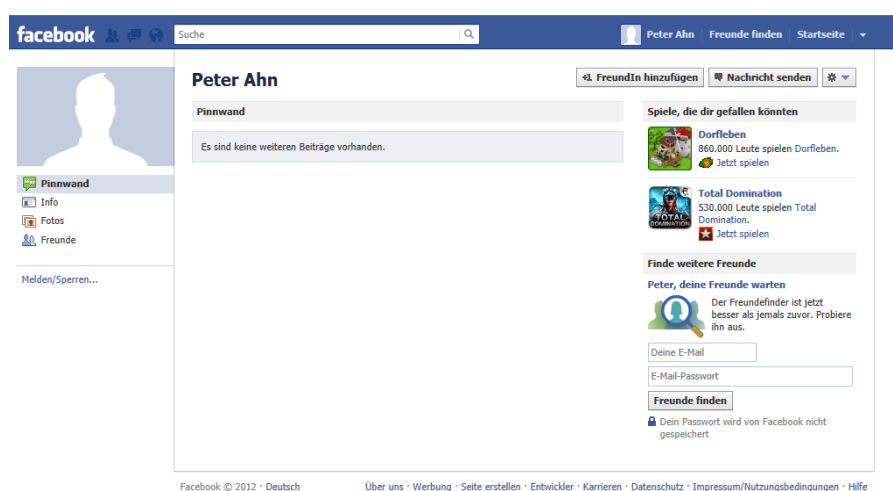 facebook
Suche
Peter Ahn
Freunde finden
Startseite
Peter Ahn
+1 FreundIn hinzufügen
Nachricht senden
Pinnwand
Es sind keine weiteren Beiträge vorhanden.
Pinnwand
Info
Fotos
Freunde
Melden/Sperren...
Spiele, die dir gefallen könnten
Dorfleben
860.000 Leute spielen Dorfleben.
Jetzt spielen
TOTAL
DOMINATION
Total Domination
530.000 Leute spielen Total
Domination.
Jetzt spielen
Finde weitere Freunde
Peter, deine Freunde warten
Der Freundefinder ist jetzt
besser als jemals zuvor. Probiere
ihn aus.
Deine E-Mail
E-Mail-Passwort
Freunde finden
Dein Passwort wird von Facebook nicht
gespeichert
Facebook © 2012 · Deutsch
Über uns · Werbung · Seite erstellen · Entwickler · Karrieren · Datenschutz · Impressum/Nutzungsbedingungen · Hilfe